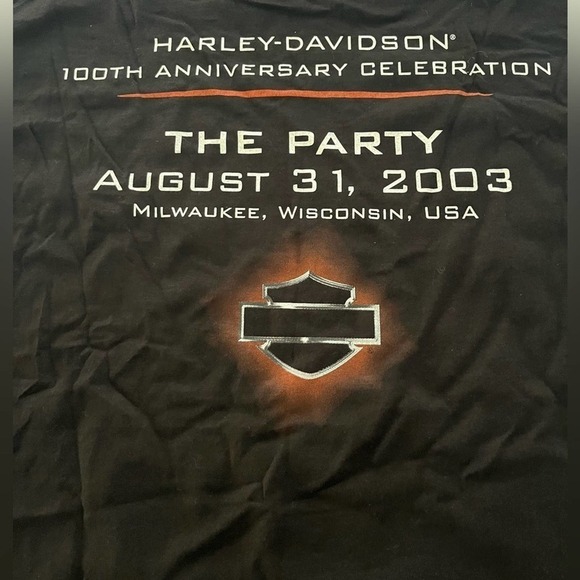 HARLEY-DAVIDSON®
100TH ANNIVERSARY CELEBRATION
THE PARTY
AUGUST 31, 2003
MILWAUKEE, WISCONSIN, USA